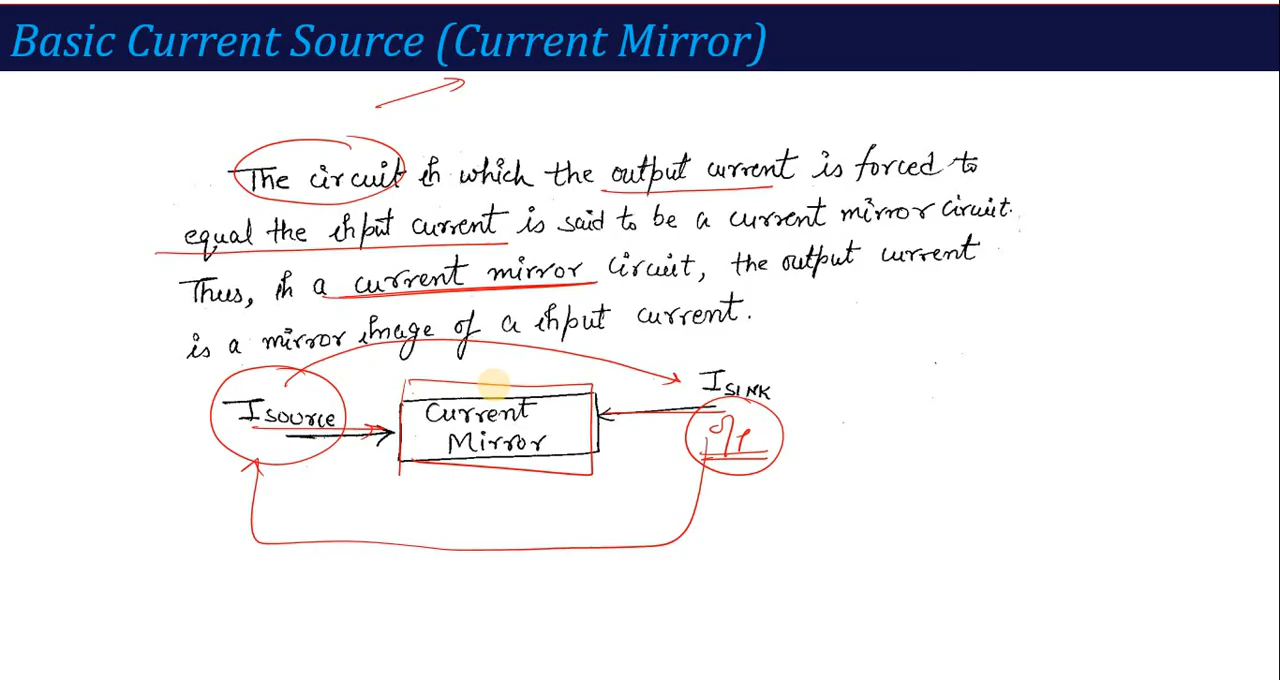 Basic Current Source (Current Mirror)
The circuit in which the output current is forced to
equal the input current is said to be a current mirror circuit.
Thus, in a current mirror circuit, the output current
is a mirror image of a input current.
I SOURCE
Current
Mirror
I SINK
O/P